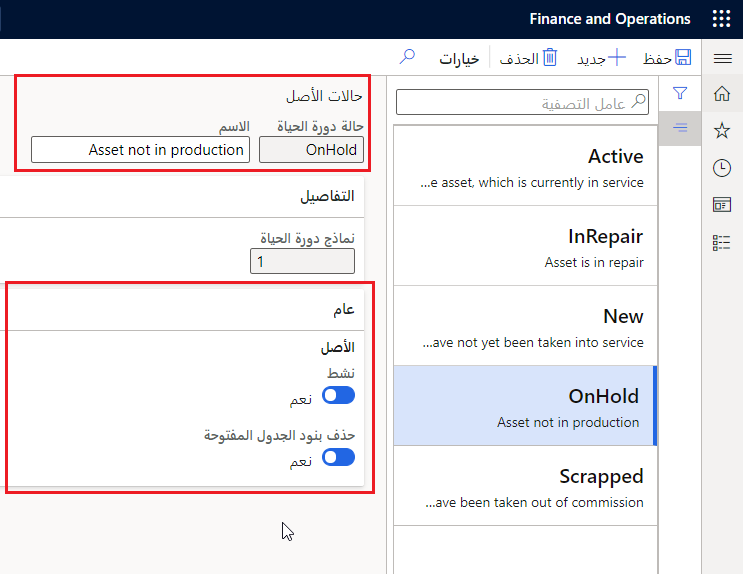 Finance and Operations
حفظ
جديد
الحذف
خيارات
عامل التصفية
Active
...e asset, which is currently in service
InRepair
Asset is in repair
New
...ave not yet been taken into service
OnHold
Asset not in production
Scrapped
...ave been taken out of commission
حالات الأصل
حالة دورة الحياة
OnHold
الاسم
Asset not in production
التفاصيل
نماذج دورة الحياة
1
عام
الأصل
نشط
نعم
حذف بنود الجدول المفتوحة
نعم